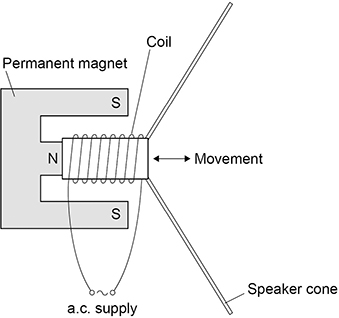 Coil
Permanent magnet
S
N
Movement
S
Speaker cone
a.c. supply